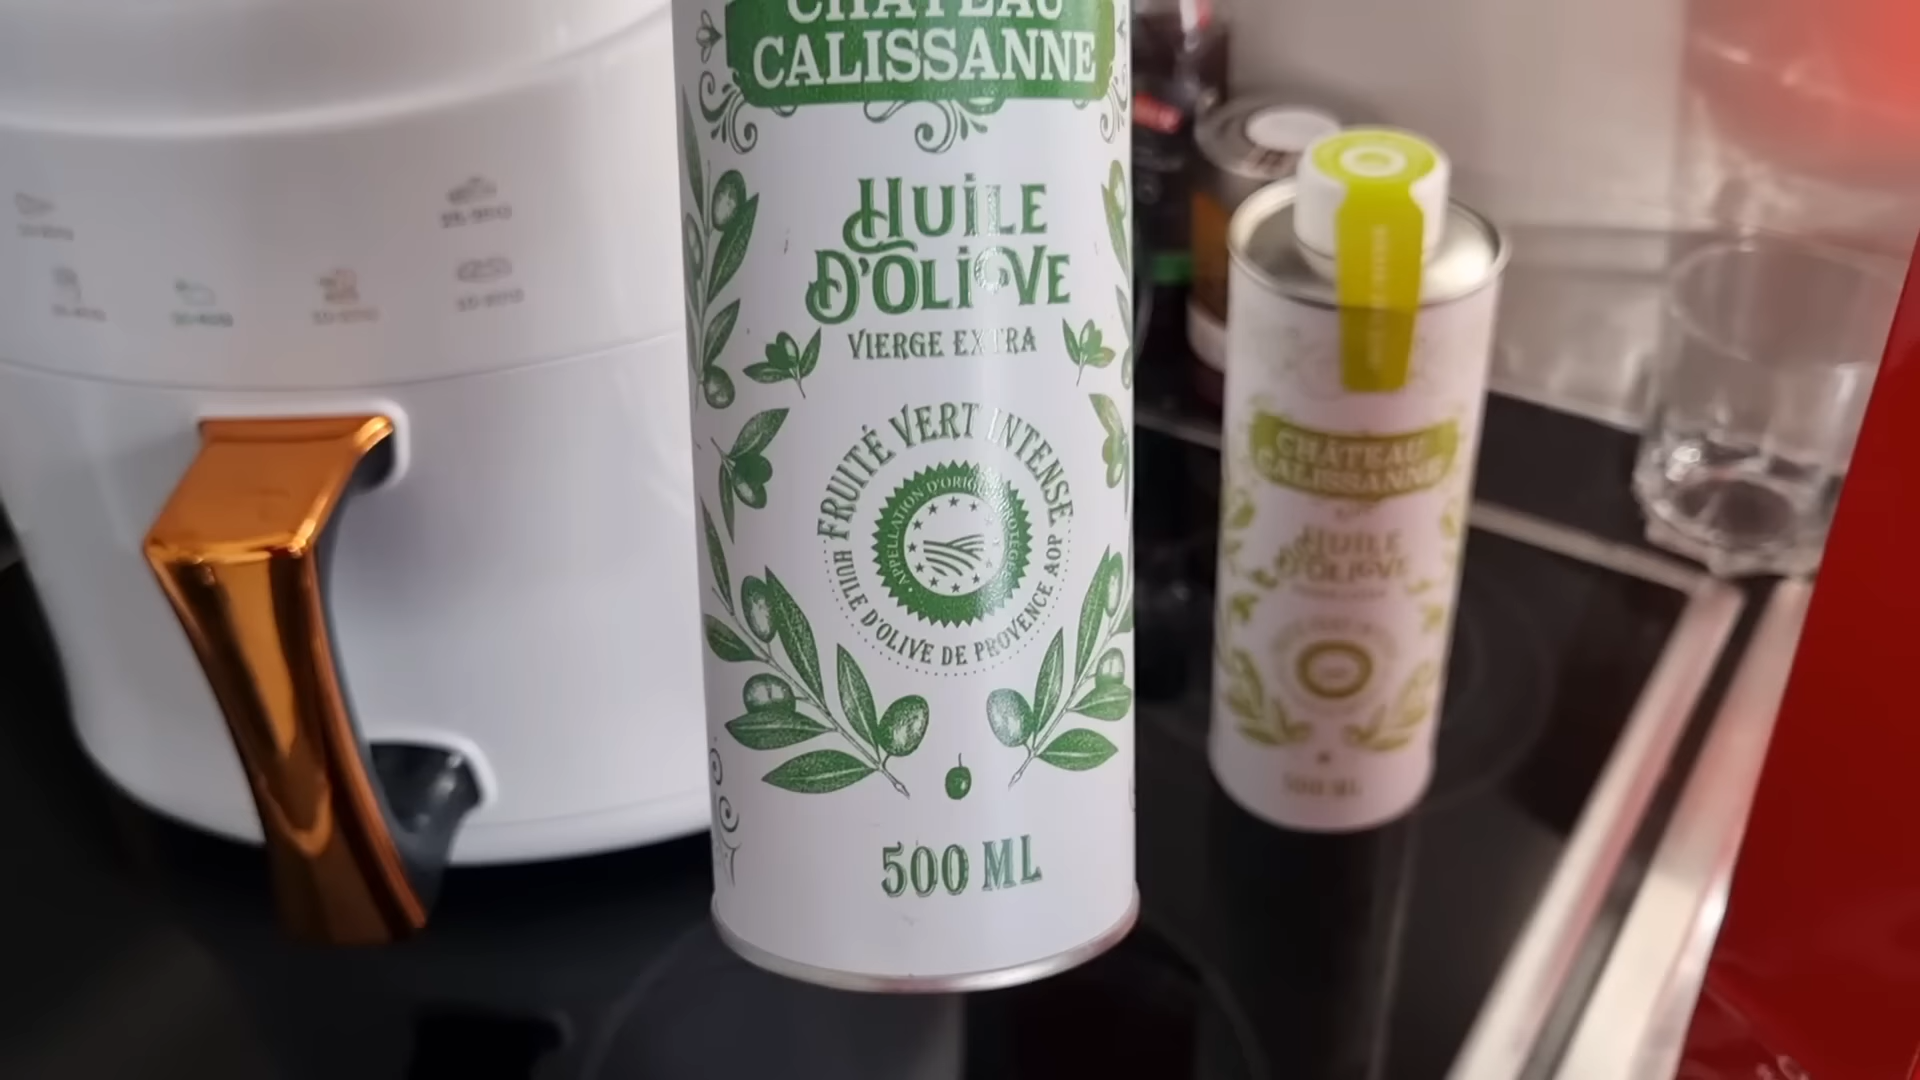 CHÂTEAU
CALISSANNE
HUILE
D'OLIVE
VIERGE EXTRA
FRUITÉ VERT INTENSE
APPELLATION D'ORIGINE PROTÉGÉE
HUILE D'OLIVE DE PROVENCE AOP
500 ML
CHÂTEAU
CALISSANNE
HUILE
D'OLIVE
500 ML